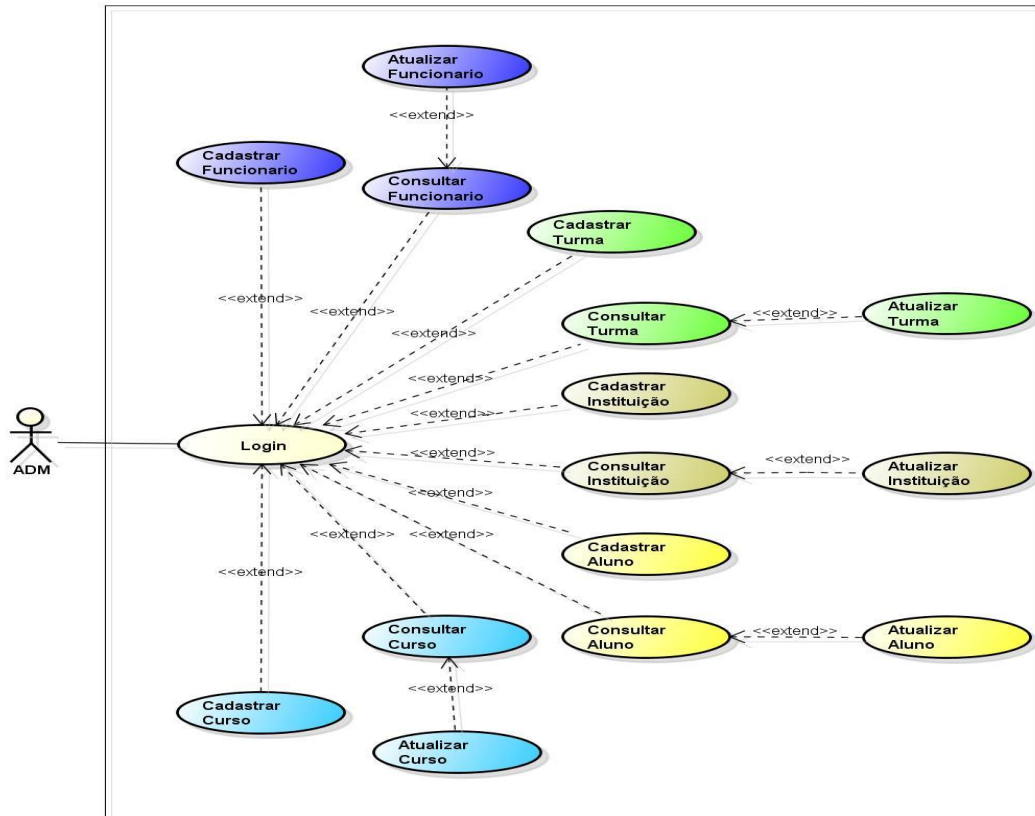 Atualizar
Funcionario
<<extend>>
Cadastrar
Funcionario
Consultar
Funcionario
Cadastrar
Turma
<<extend>>
<<extend>>
<<extend>>
Consultar
Turma
<<extend>>
Atualizar
Turma
<<extend>>
Cadastrar
Instituição
<<extend>>
Login
ADM
<<extend>>
Consultar
Instituição
<<extend>>
Atualizar
Instituição
<<extend>>
<<extend>>
<<extend>>
Cadastrar
Aluno
<<extend>>
Consultar
Curso
Consultar
Aluno
<<extend>>
Atualizar
Aluno
<<extend>>
Cadastrar
Curso
Atualizar
Curso